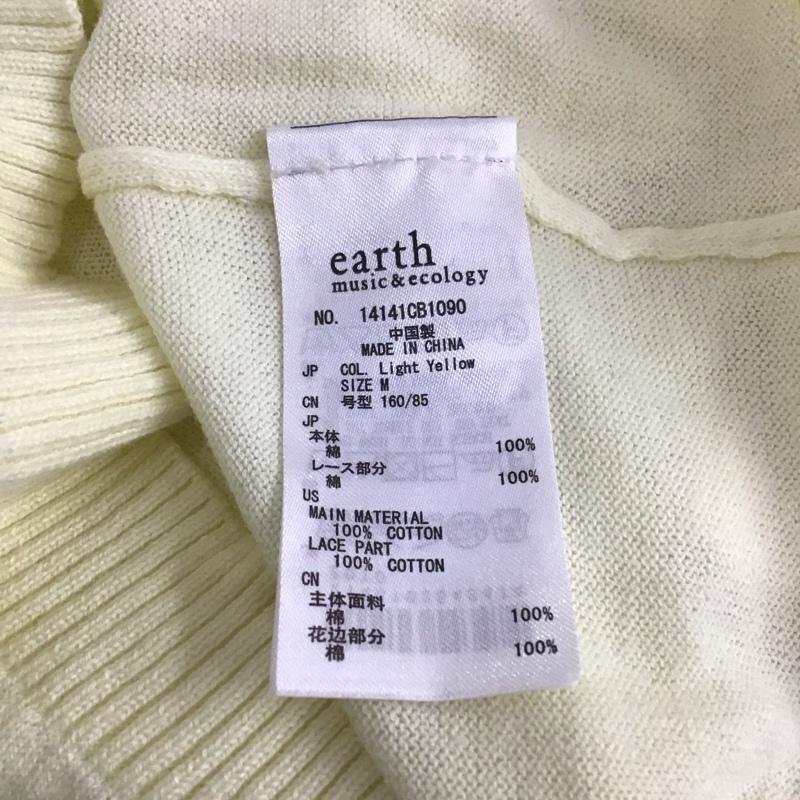 earth
music&ecology
NO. 14141CB1090
中国製
MADE IN CHINA
JP COL. Light Yellow
SIZE M
CN 号型 160/85
JP
本体
綿 100%
レース部分
綿 100%
US
MAIN MATERIAL
100% COTTON
LACE PART
100% COTTON
CN
主体面料
棉 100%
花边部分
棉 100%